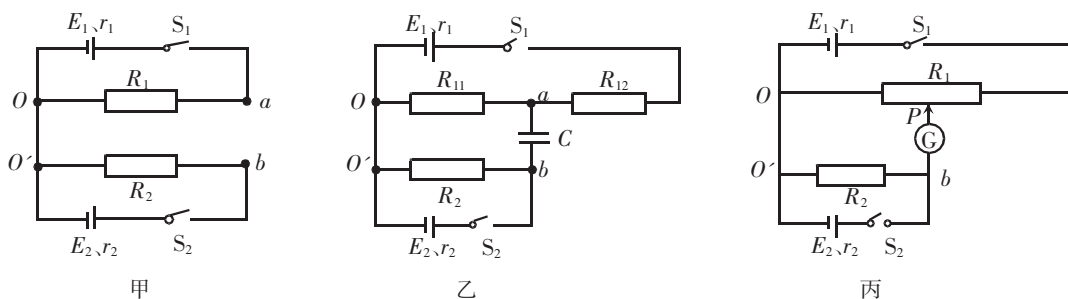 E₁、r₁ S₁
R₁
O a
O′ b
R₂
E₂、r₂ S₂
甲
E₁、r₁ S₁
R₁₁ R₁₂
O a
C
O′ b
R₂
E₂、r₂ S₂
乙
E₁、r₁ S₁
R₁
O
P
G
O′ b
R₂
E₂、r₂ S₂
丙